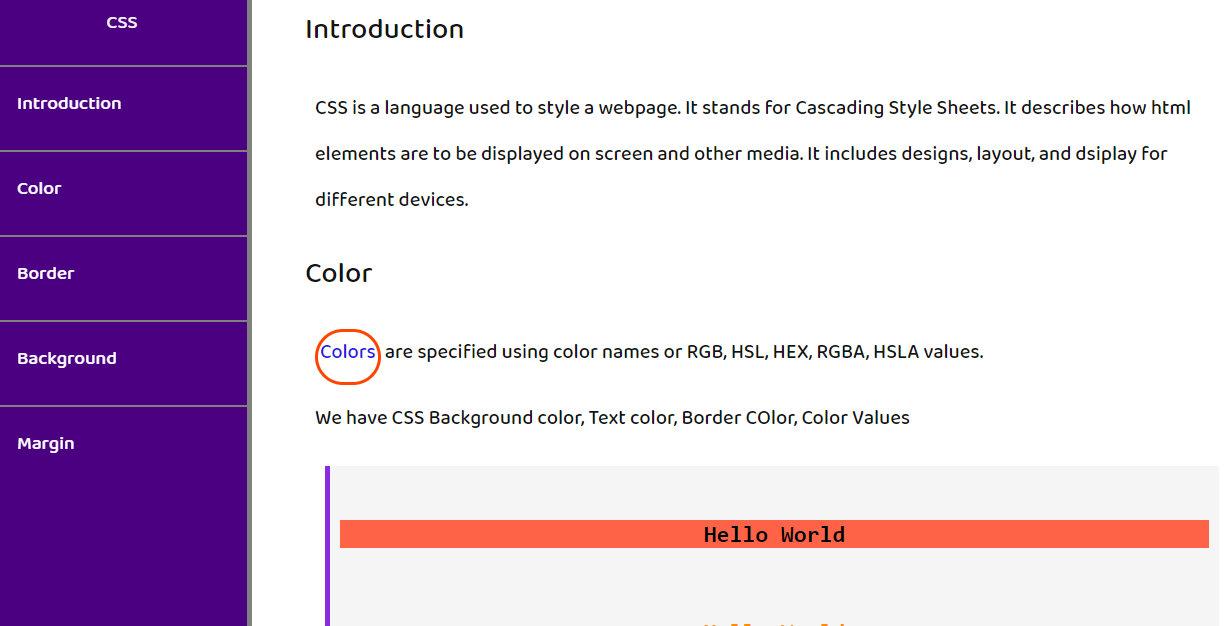 CSS
Introduction
Color
Border
Background
Margin
Introduction
CSS is a language used to style a webpage. It stands for Cascading Style Sheets. It describes how html
elements are to be displayed on screen and other media. It includes designs, layout, and dsiplay for
different devices.
Color
Colors are specified using color names or RGB, HSL, HEX, RGBA, HSLA values.
We have CSS Background color, Text color, Border COlor, Color Values
Hello World